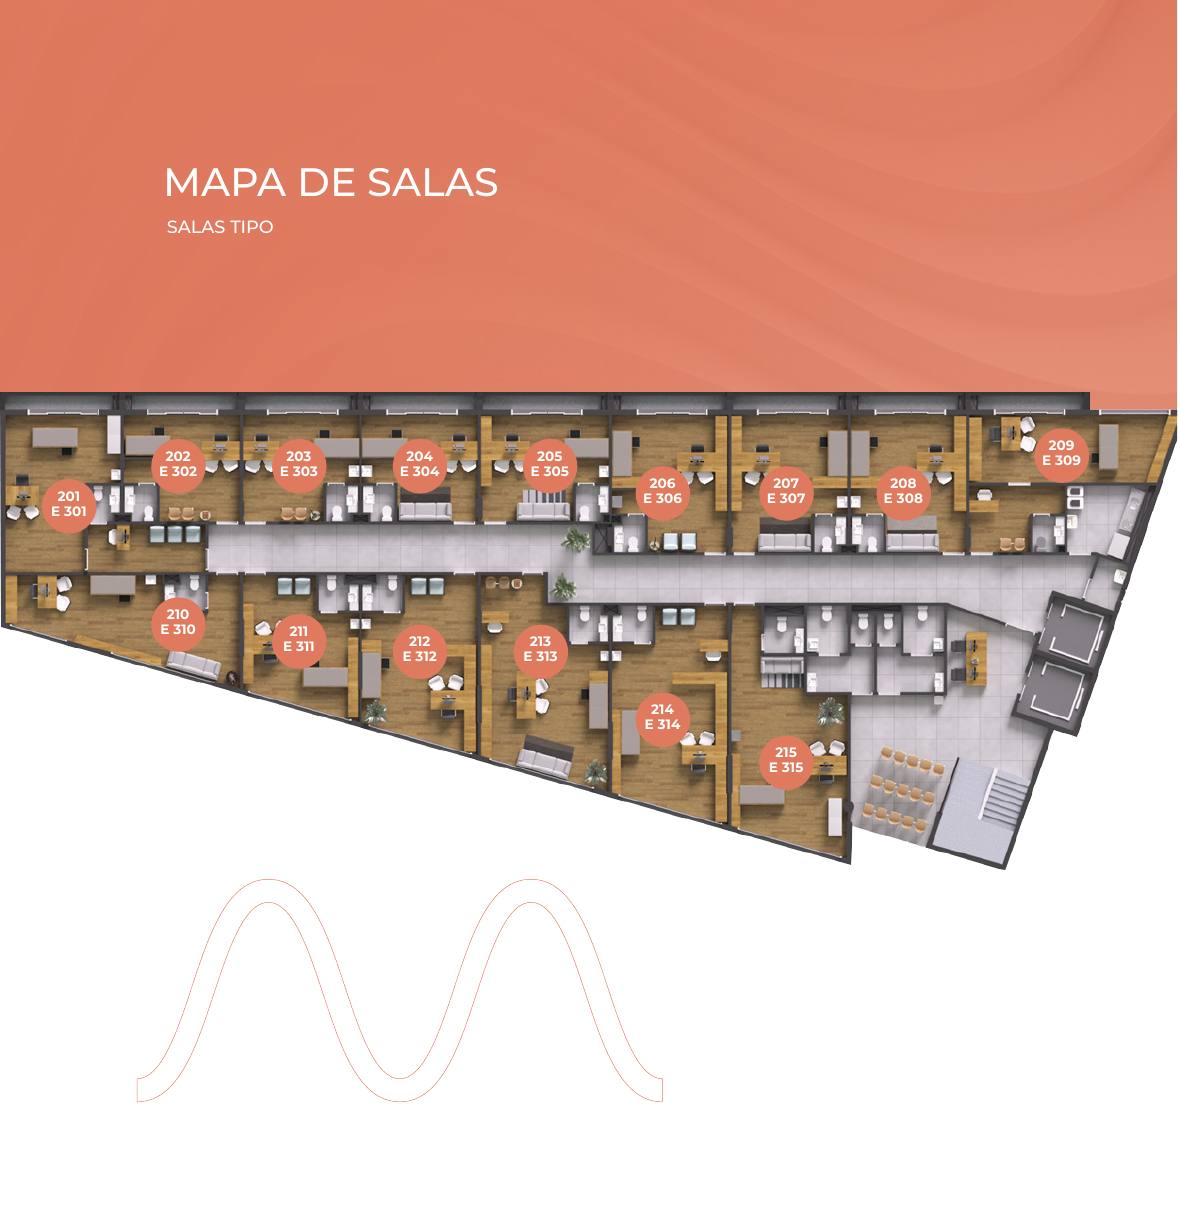 MAPA DE SALAS
SALAS TIPO
201
E 301
202
E 302
203
E 303
204
E 304
205
E 305
206
E 306
207
E 307
208
E 308
209
E 309
210
E 310
211
E 311
212
E 312
213
E 313
214
E 314
215
E 315